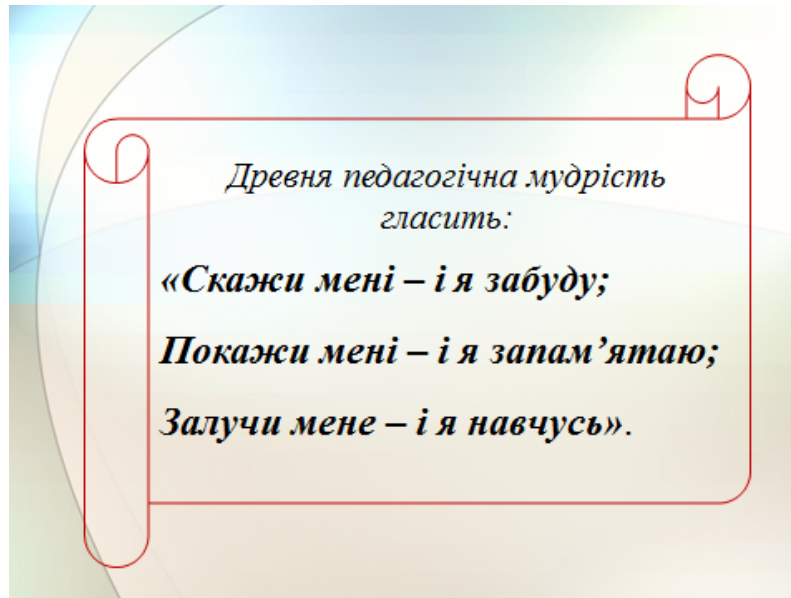 Древня педагогічна мудрість
гласить:
«Скажи мені – і я забуду;
Покажи мені – і я запам’ятаю;
Залучи мене – і я навчусь».